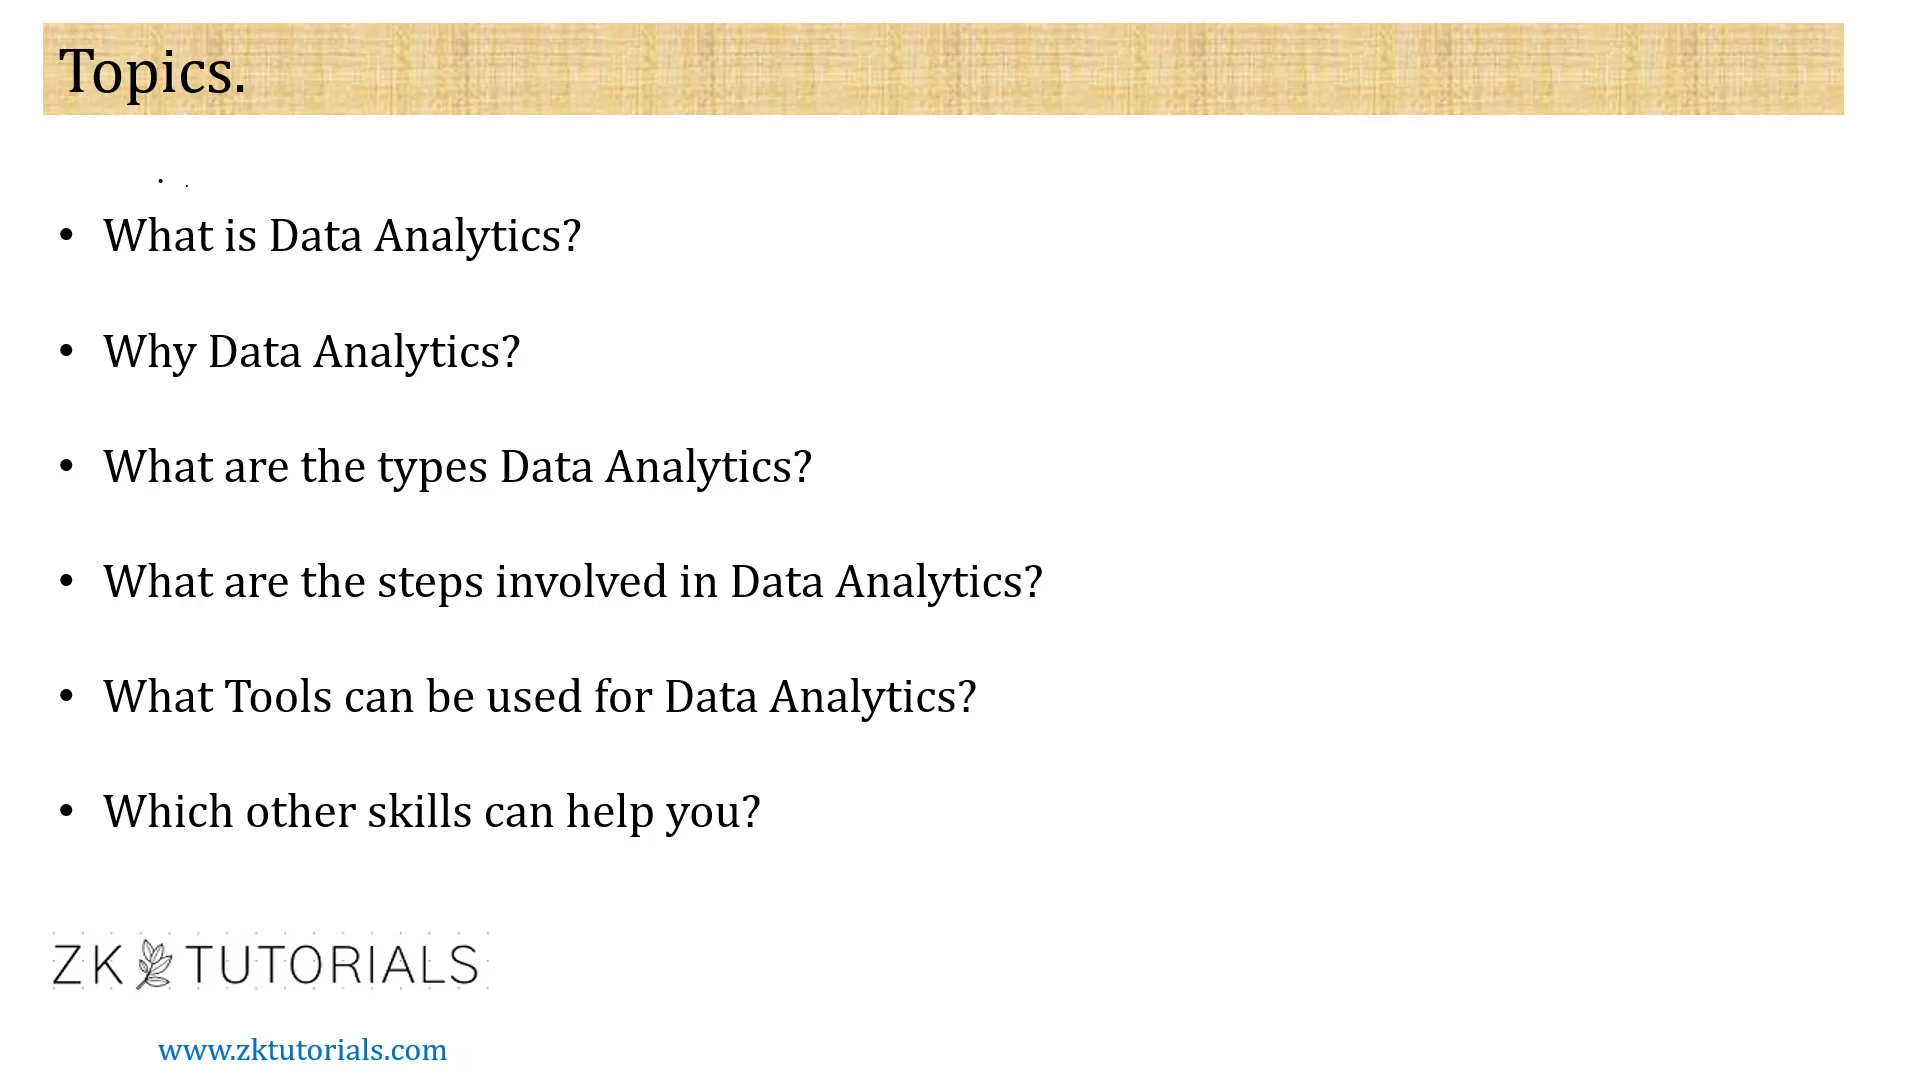 Topics.
• .
• What is Data Analytics?
• Why Data Analytics?
• What are the types Data Analytics?
• What are the steps involved in Data Analytics?
• What Tools can be used for Data Analytics?
• Which other skills can help you?
ZK TUTORIALS
www.zktutorials.com